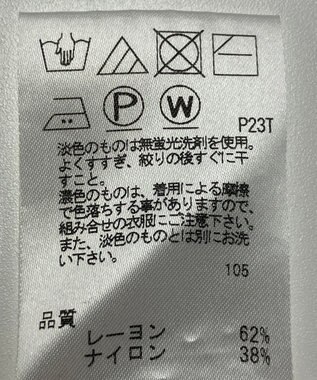 P
W
P23T
淡色のものは無蛍光洗剤を使用。
よくすすぎ、絞りの後すぐに干
すこと。
濃色のものは、着用による摩擦
で色落ちする事がありますので、
組み合せの衣服にご注意下さい。
また、淡色のものとは別にお洗
い下さい。
105
品質
レーヨン 62%
ナイロン 38%